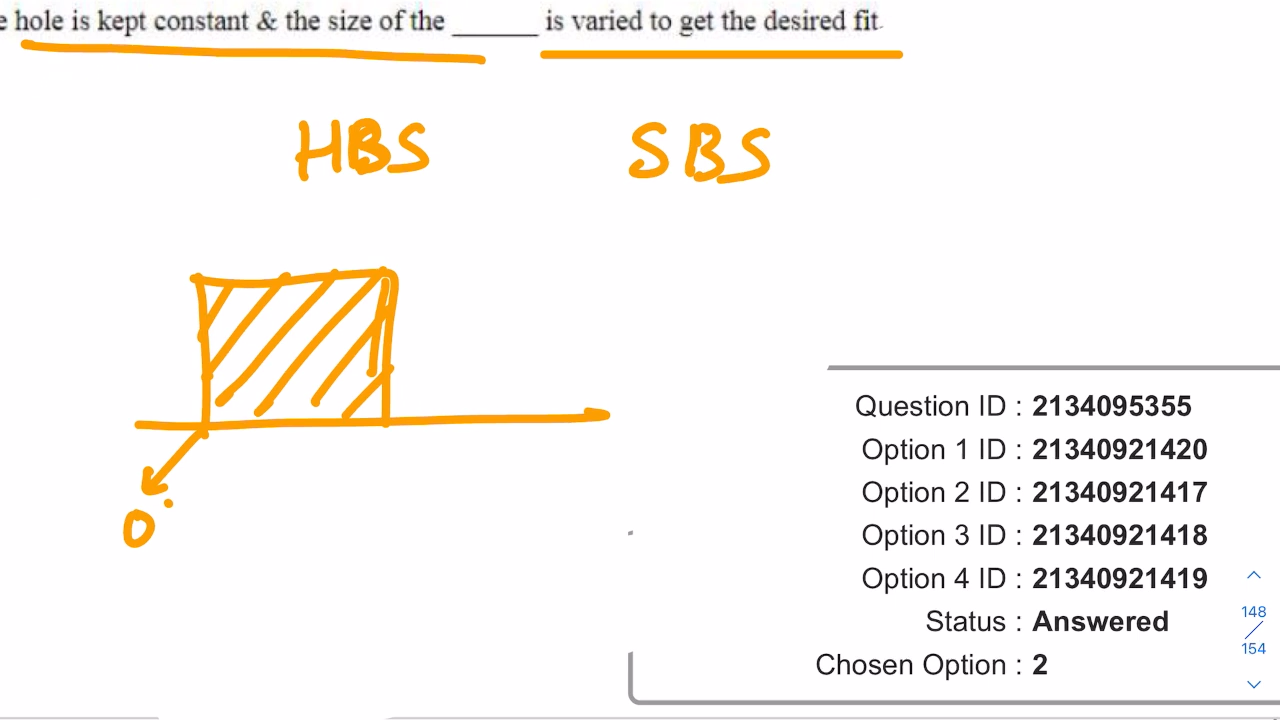 e hole is kept constant & the size of the ______ is varied to get the desired fit.
HBS SBS
0
Question ID : 2134095355
Option 1 ID : 21340921420
Option 2 ID : 21340921417
Option 3 ID : 21340921418
Option 4 ID : 21340921419
Status : Answered
Chosen Option : 2
148
154